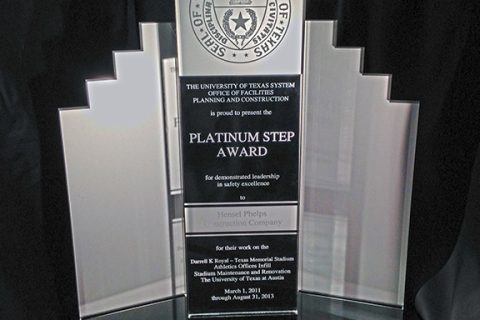 SEAL OF TEXAS
DISCIPLINA CIVITATIS
THE UNIVERSITY OF TEXAS SYSTEM
OFFICE OF FACILITIES
PLANNING AND CONSTRUCTION
is proud to present the
PLATINUM STEP
AWARD
for demonstrated leadership
in safety excellence
to
Hensel Phelps
Construction Company
for their work on the
Darrell K Royal – Texas Memorial Stadium
Athletics Offices Infill
Stadium Maintenance and Renovation
The University of Texas at Austin
March 1, 2011
through August 31, 2013